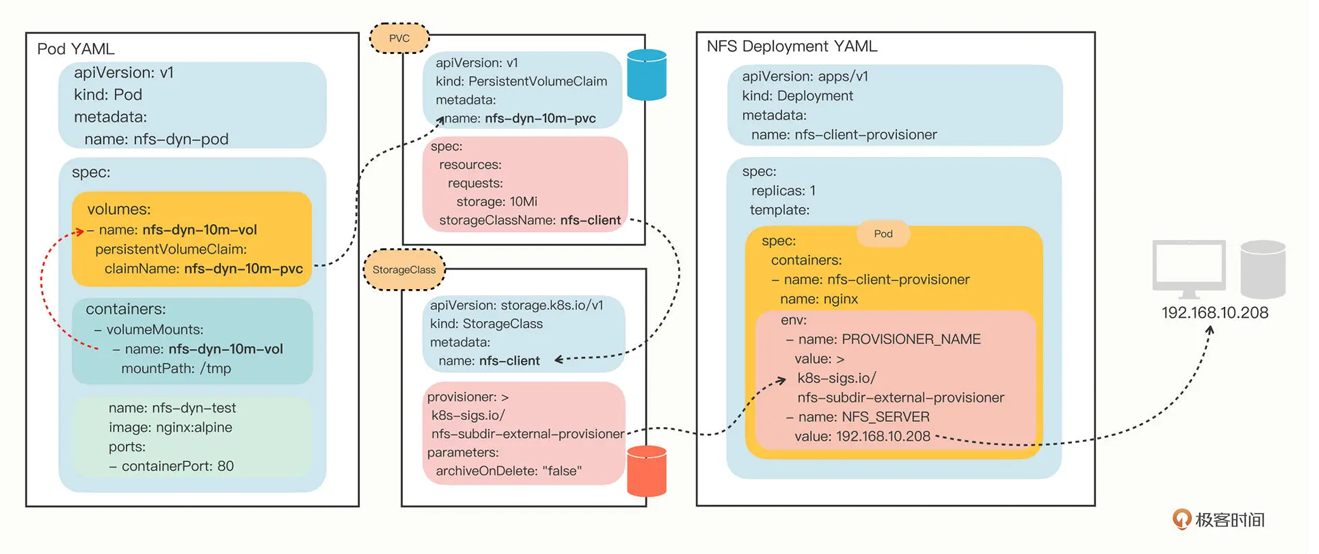 Pod YAML
apiVersion: v1
kind: Pod
metadata:
name: nfs-dyn-pod
spec:
volumes:
- name: nfs-dyn-10m-vol
persistentVolumeClaim:
claimName: nfs-dyn-10m-pvc
containers:
- volumeMounts:
- name: nfs-dyn-10m-vol
mountPath: /tmp
name: nfs-dyn-test
image: nginx:alpine
ports:
- containerPort: 80
PVC
apiVersion: v1
kind: PersistentVolumeClaim
metadata:
name: nfs-dyn-10m-pvc
spec:
resources:
requests:
storage: 10Mi
storageClassName: nfs-client
StorageClass
apiVersion: storage.k8s.io/v1
kind: StorageClass
metadata:
name: nfs-client
provisioner: >
k8s-sigs.io/
nfs-subdir-external-provisioner
parameters:
archiveOnDelete: "false"
NFS Deployment YAML
apiVersion: apps/v1
kind: Deployment
metadata:
name: nfs-client-provisioner
spec:
replicas: 1
template:
Pod
spec:
containers:
- name: nfs-client-provisioner
name: nginx
env:
- name: PROVISIONER_NAME
value: >
k8s-sigs.io/
nfs-subdir-external-provisioner
- name: NFS_SERVER
value: 192.168.10.208
192.168.10.208
极客时间